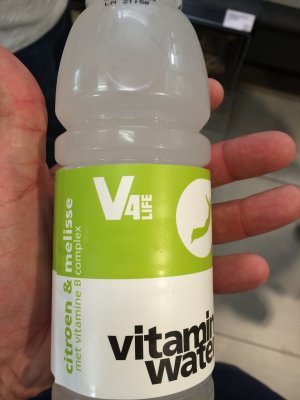 V4
LIFE
citroen & melisse
met vitamine B complex
vitamin
water